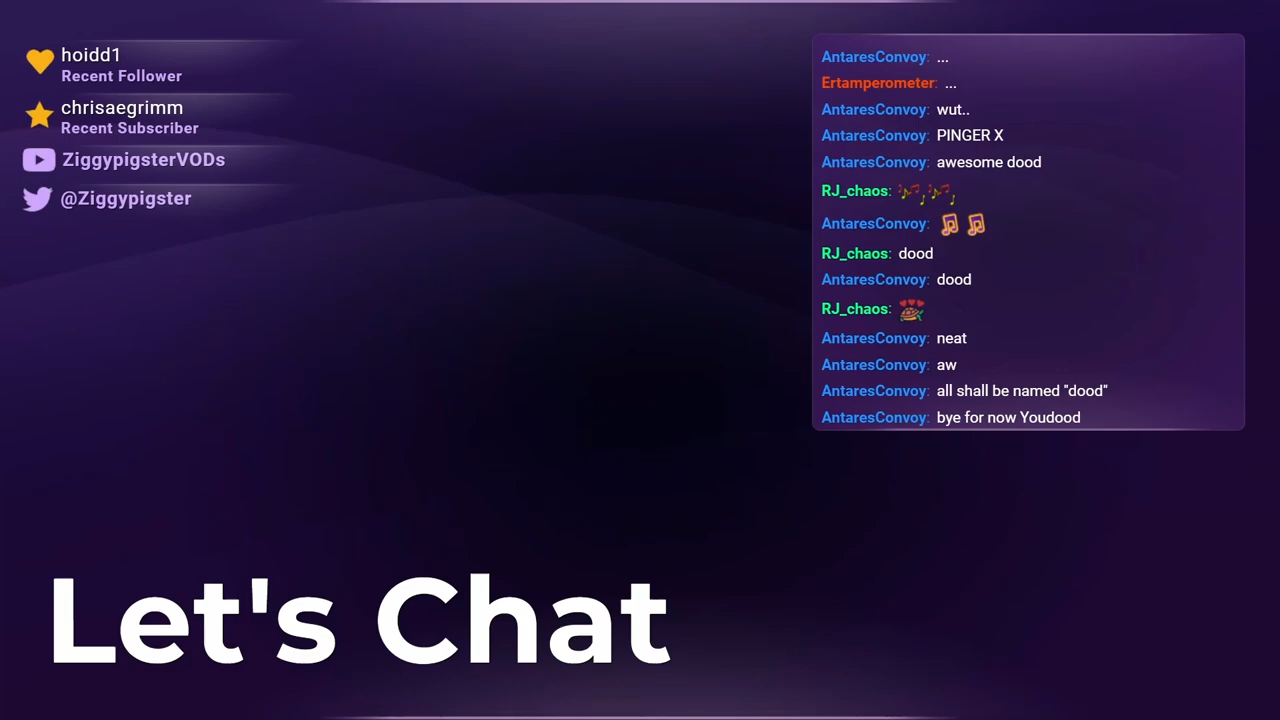 hoidd1
Recent Follower
chrisaegrimm
Recent Subscriber
ZiggypigsterVODs
@Ziggypigster
AntaresConvoy: ...
Ertamperometer: ...
AntaresConvoy: wut..
AntaresConvoy: PINGER X
AntaresConvoy: awesome dood
RJ_chaos:
AntaresConvoy:
RJ_chaos: dood
AntaresConvoy: dood
RJ_chaos:
AntaresConvoy: neat
AntaresConvoy: aw
AntaresConvoy: all shall be named "dood"
AntaresConvoy: bye for now Youdood
Let's Chat